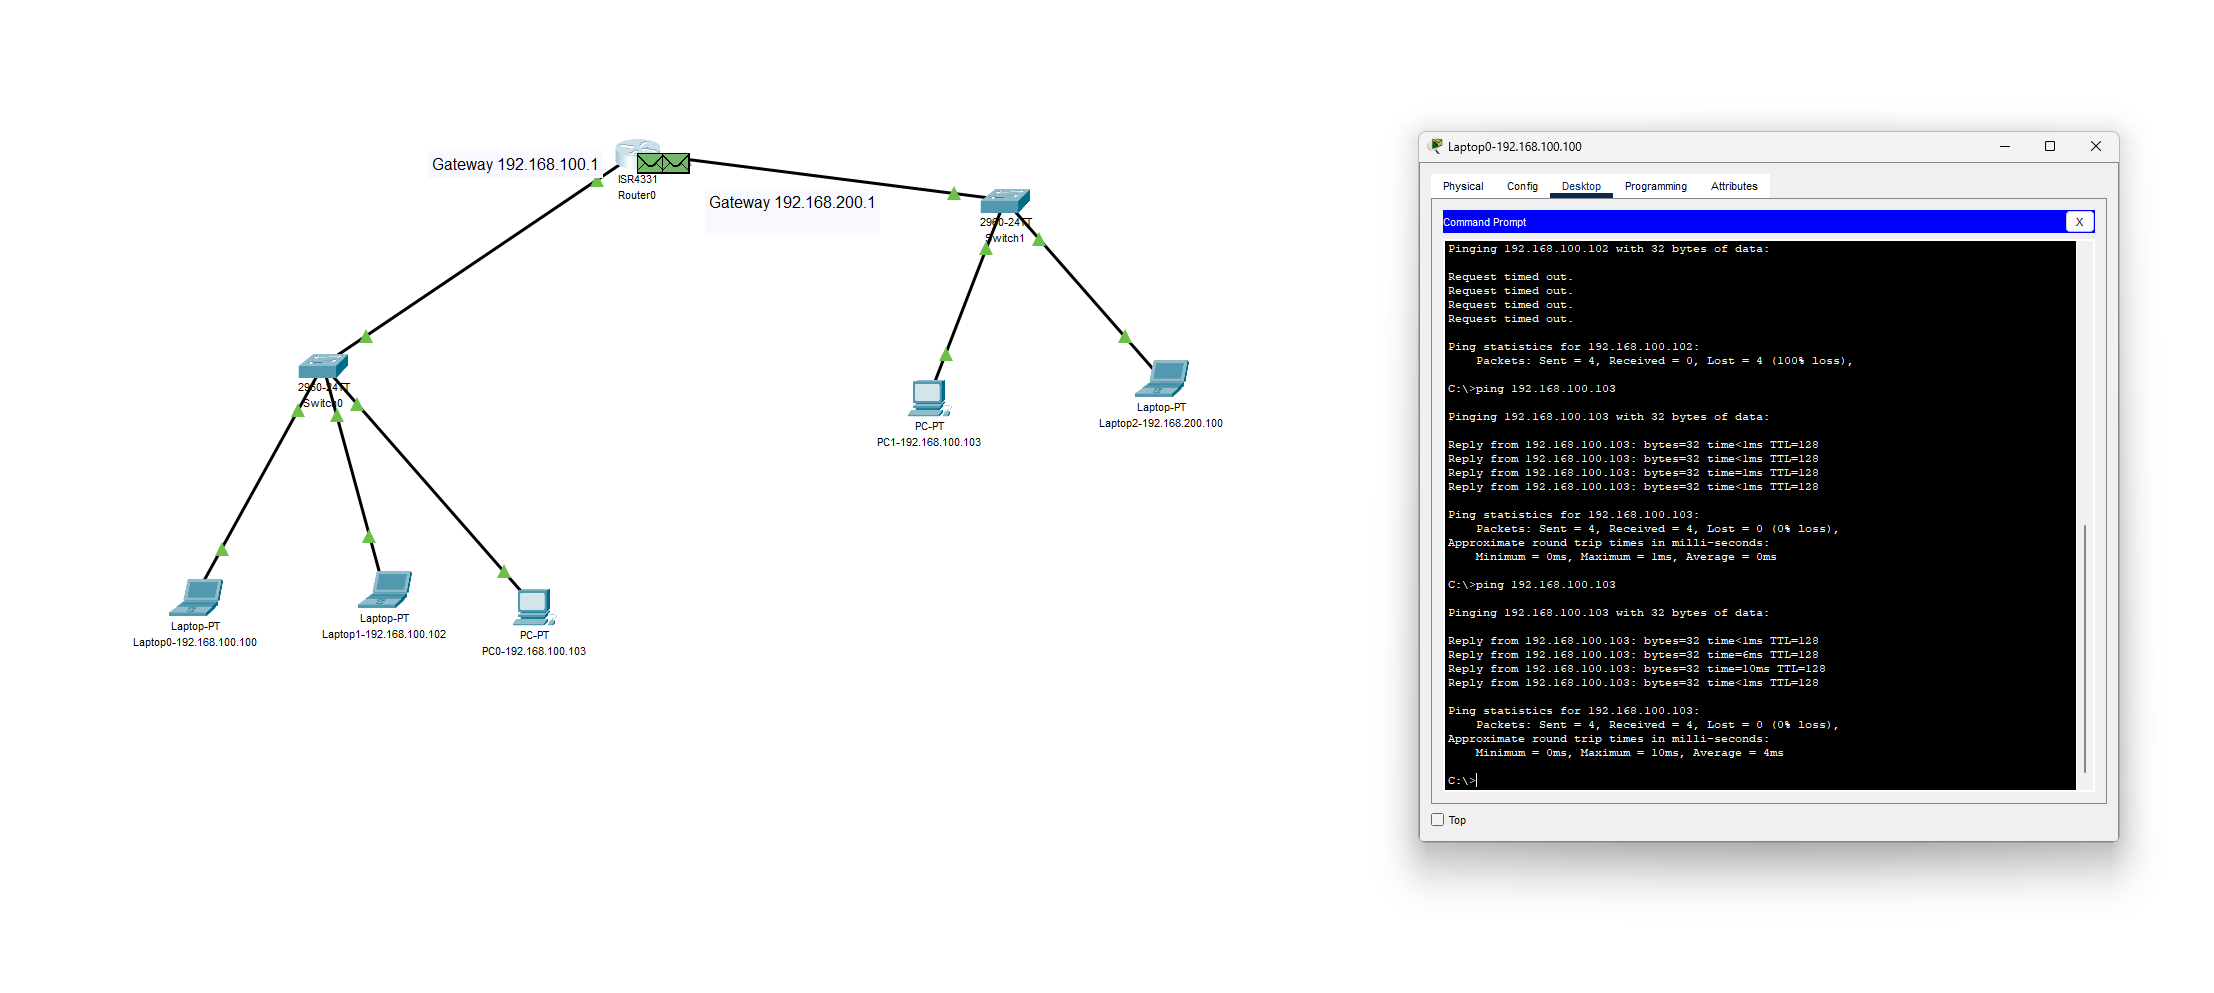 Gateway 192.168.100.1
ISR4331
Router0
Gateway 192.168.200.1
2960-24TT
Switch1
2960-24TT
Switch0
PC-PT
PC1-192.168.100.103
Laptop-PT
Laptop2-192.168.200.100
Laptop-PT
Laptop0-192.168.100.100
Laptop-PT
Laptop1-192.168.100.102
PC-PT
PC0-192.168.100.103
Laptop0-192.168.100.100
Physical Config Desktop Programming Attributes
Command Prompt
X
Pinging 192.168.100.102 with 32 bytes of data:
Request timed out.
Request timed out.
Request timed out.
Request timed out.
Ping statistics for 192.168.100.102:
Packets: Sent = 4, Received = 0, Lost = 4 (100% loss),
C:\>ping 192.168.100.103
Pinging 192.168.100.103 with 32 bytes of data:
Reply from 192.168.100.103: bytes=32 time<1ms TTL=128
Reply from 192.168.100.103: bytes=32 time<1ms TTL=128
Reply from 192.168.100.103: bytes=32 time=1ms TTL=128
Reply from 192.168.100.103: bytes=32 time<1ms TTL=128
Ping statistics for 192.168.100.103:
Packets: Sent = 4, Received = 4, Lost = 0 (0% loss),
Approximate round trip times in milli-seconds:
Minimum = 0ms, Maximum = 1ms, Average = 0ms
C:\>ping 192.168.100.103
Pinging 192.168.100.103 with 32 bytes of data:
Reply from 192.168.100.103: bytes=32 time<1ms TTL=128
Reply from 192.168.100.103: bytes=32 time=6ms TTL=128
Reply from 192.168.100.103: bytes=32 time=10ms TTL=128
Reply from 192.168.100.103: bytes=32 time<1ms TTL=128
Ping statistics for 192.168.100.103:
Packets: Sent = 4, Received = 4, Lost = 0 (0% loss),
Approximate round trip times in milli-seconds:
Minimum = 0ms, Maximum = 10ms, Average = 4ms
C:\>
Top